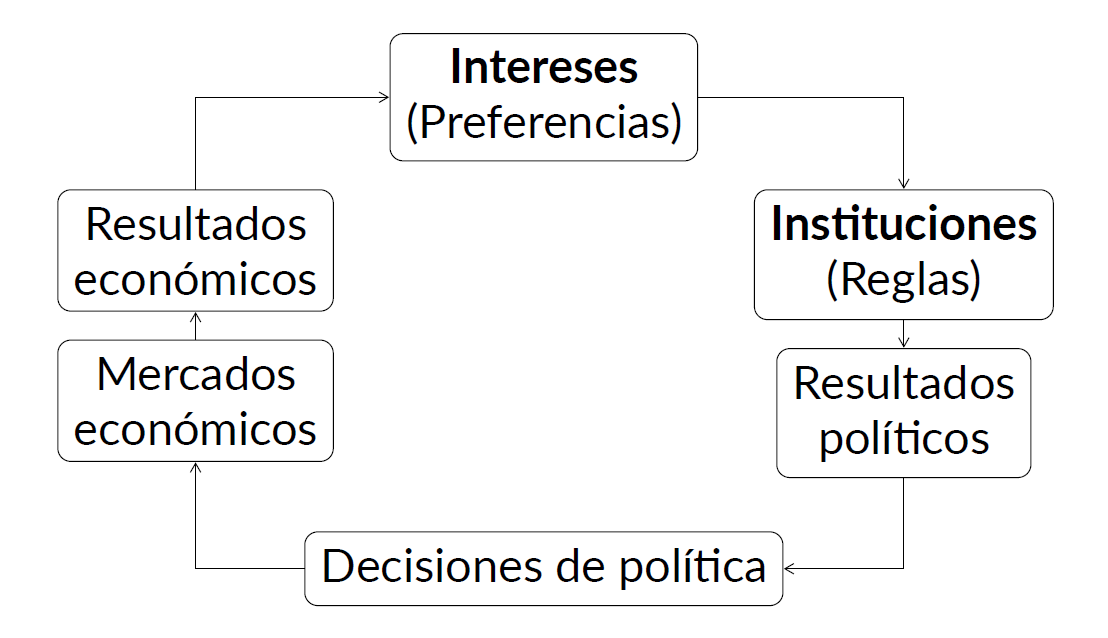 Intereses
(Preferencias)
Resultados
económicos
Instituciones
(Reglas)
Mercados
económicos
Resultados
políticos
Decisiones de política